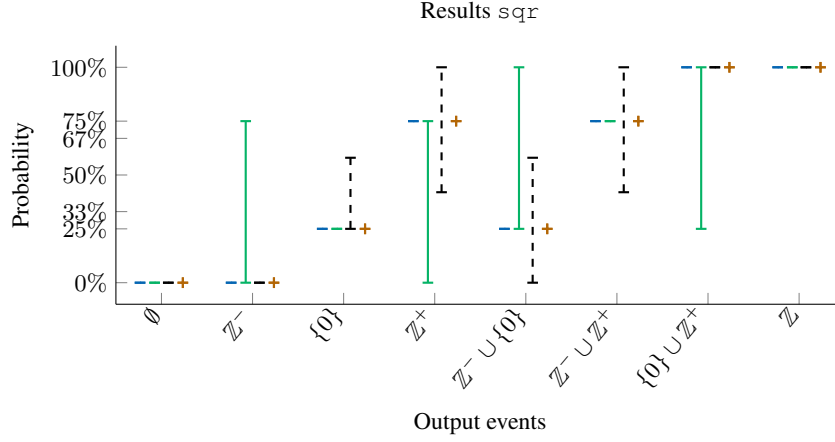 Results sqr
Probability
100%
75%
67%
50%
33%
25%
0%
∅
ℤ⁻
{0}
ℤ⁺
ℤ⁻ ∪ {0}
ℤ⁻ ∪ ℤ⁺
{0} ∪ ℤ⁺
ℤ
Output events